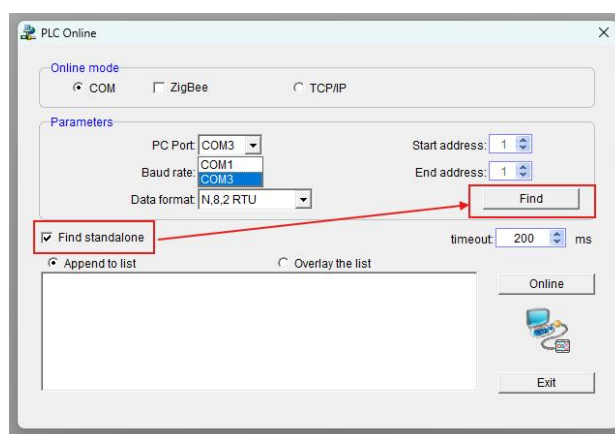 PLC Online
Online mode
COM ZigBee TCP/IP
Parameters
PC Port: COM3 Start address: 1
COM1
Baud rate: COM3 End address: 1
Data format: N,8,2 RTU Find
Find standalone timeout: 200 ms
Append to list Overlay the list
Online
Exit